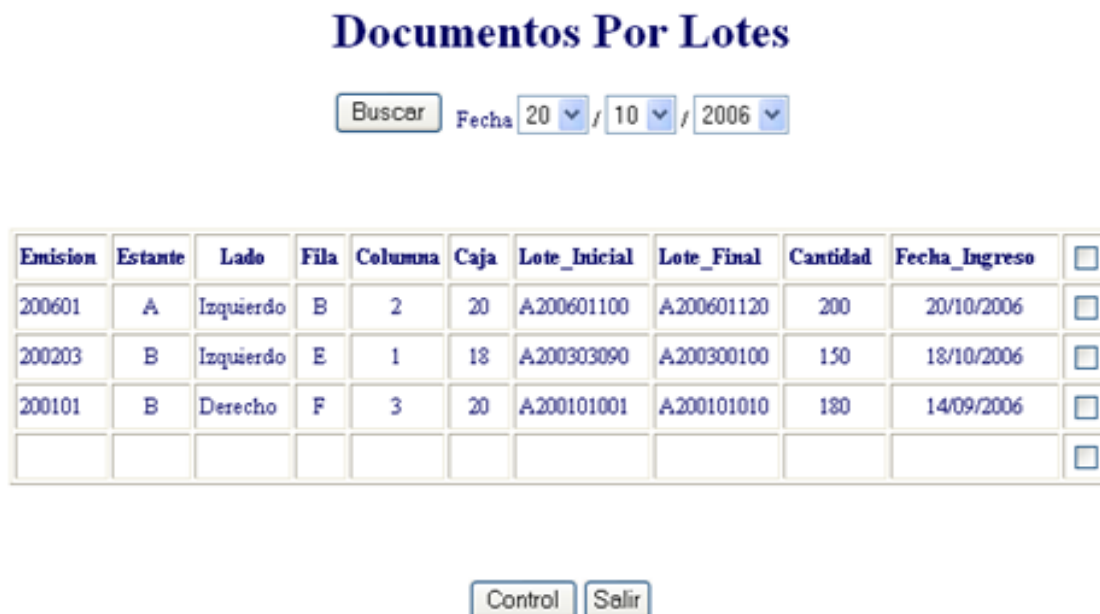 Documentos Por Lotes
Buscar Fecha 20 / 10 / 2006
Emision Estante Lado Fila Columna Caja Lote_Inicial Lote_Final Cantidad Fecha_Ingreso
200601 A Izquierdo B 2 20 A200601100 A200601120 200 20/10/2006
200203 B Izquierdo E 1 18 A200303090 A200300100 150 18/10/2006
200101 B Derecho F 3 20 A200101001 A200101010 180 14/09/2006
Control Salir